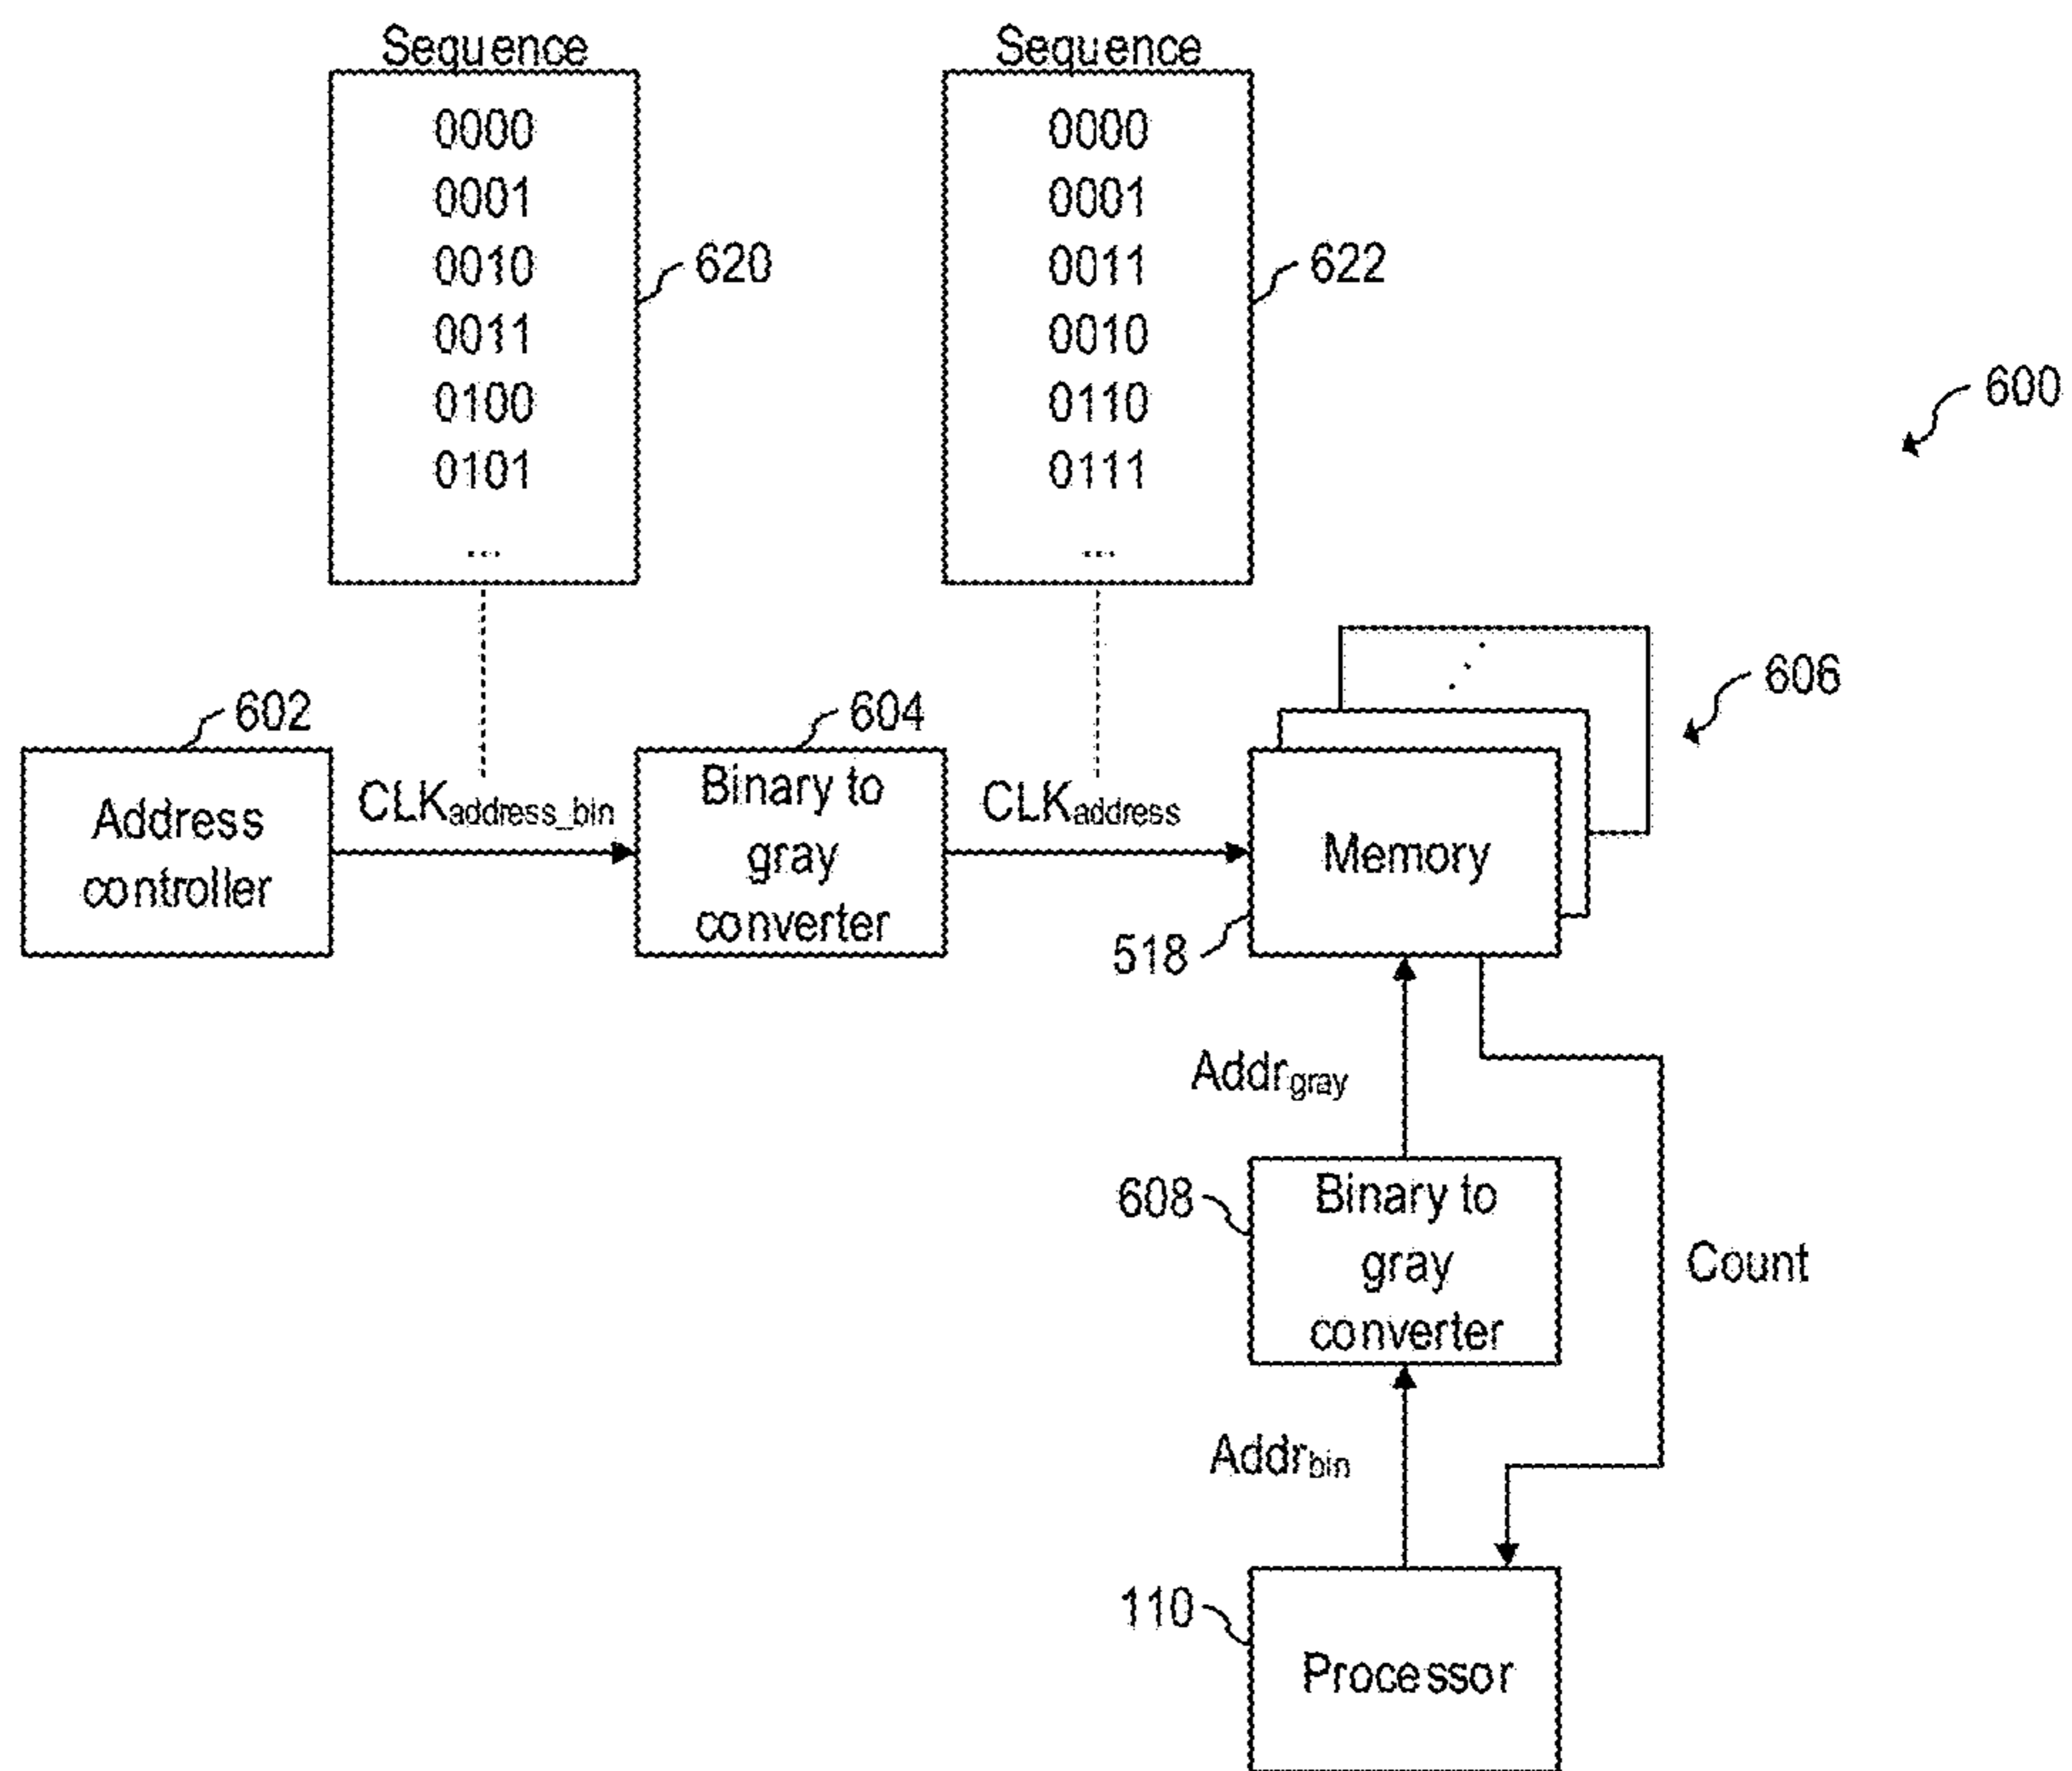 Sequence
0000
0001
0010
0011
0100
0101
...
620
Sequence
0000
0001
0011
0010
0110
0111
...
622
600
606
602
Address
controller
CLKaddress_bin
604
Binary to
gray
converter
CLKaddress
Memory
518
Addrgray
608
Binary to
gray
converter
Count
Addrbin
110
Processor